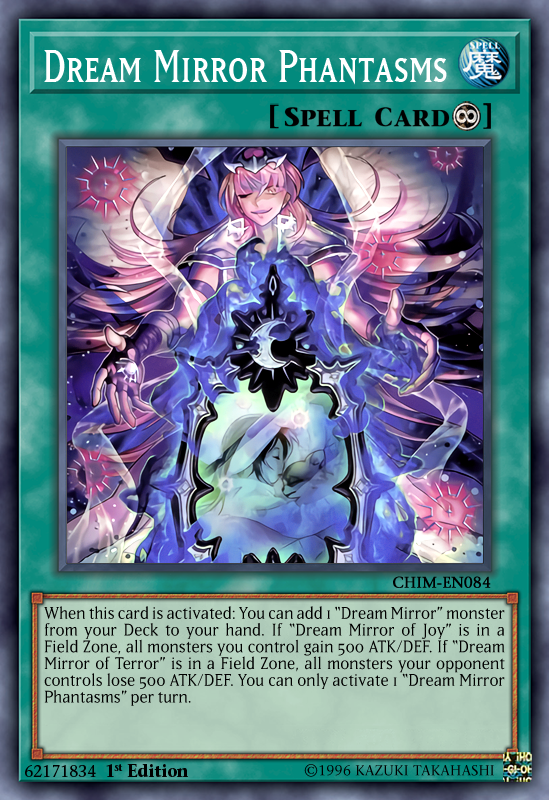 DREAM MIRROR PHANTASMS
SPELL
魔
[SPELL CARD]
CHIM-EN084
When this card is activated: You can add 1 "Dream Mirror" monster
from your Deck to your hand. If "Dream Mirror of Joy" is in a
Field Zone, all monsters you control gain 500 ATK/DEF. If "Dream
Mirror of Terror" is in a Field Zone, all monsters your opponent
controls lose 500 ATK/DEF. You can only activate 1 "Dream Mirror
Phantasms" per turn.
62171834 1st Edition ©1996 KAZUKI TAKAHASHI